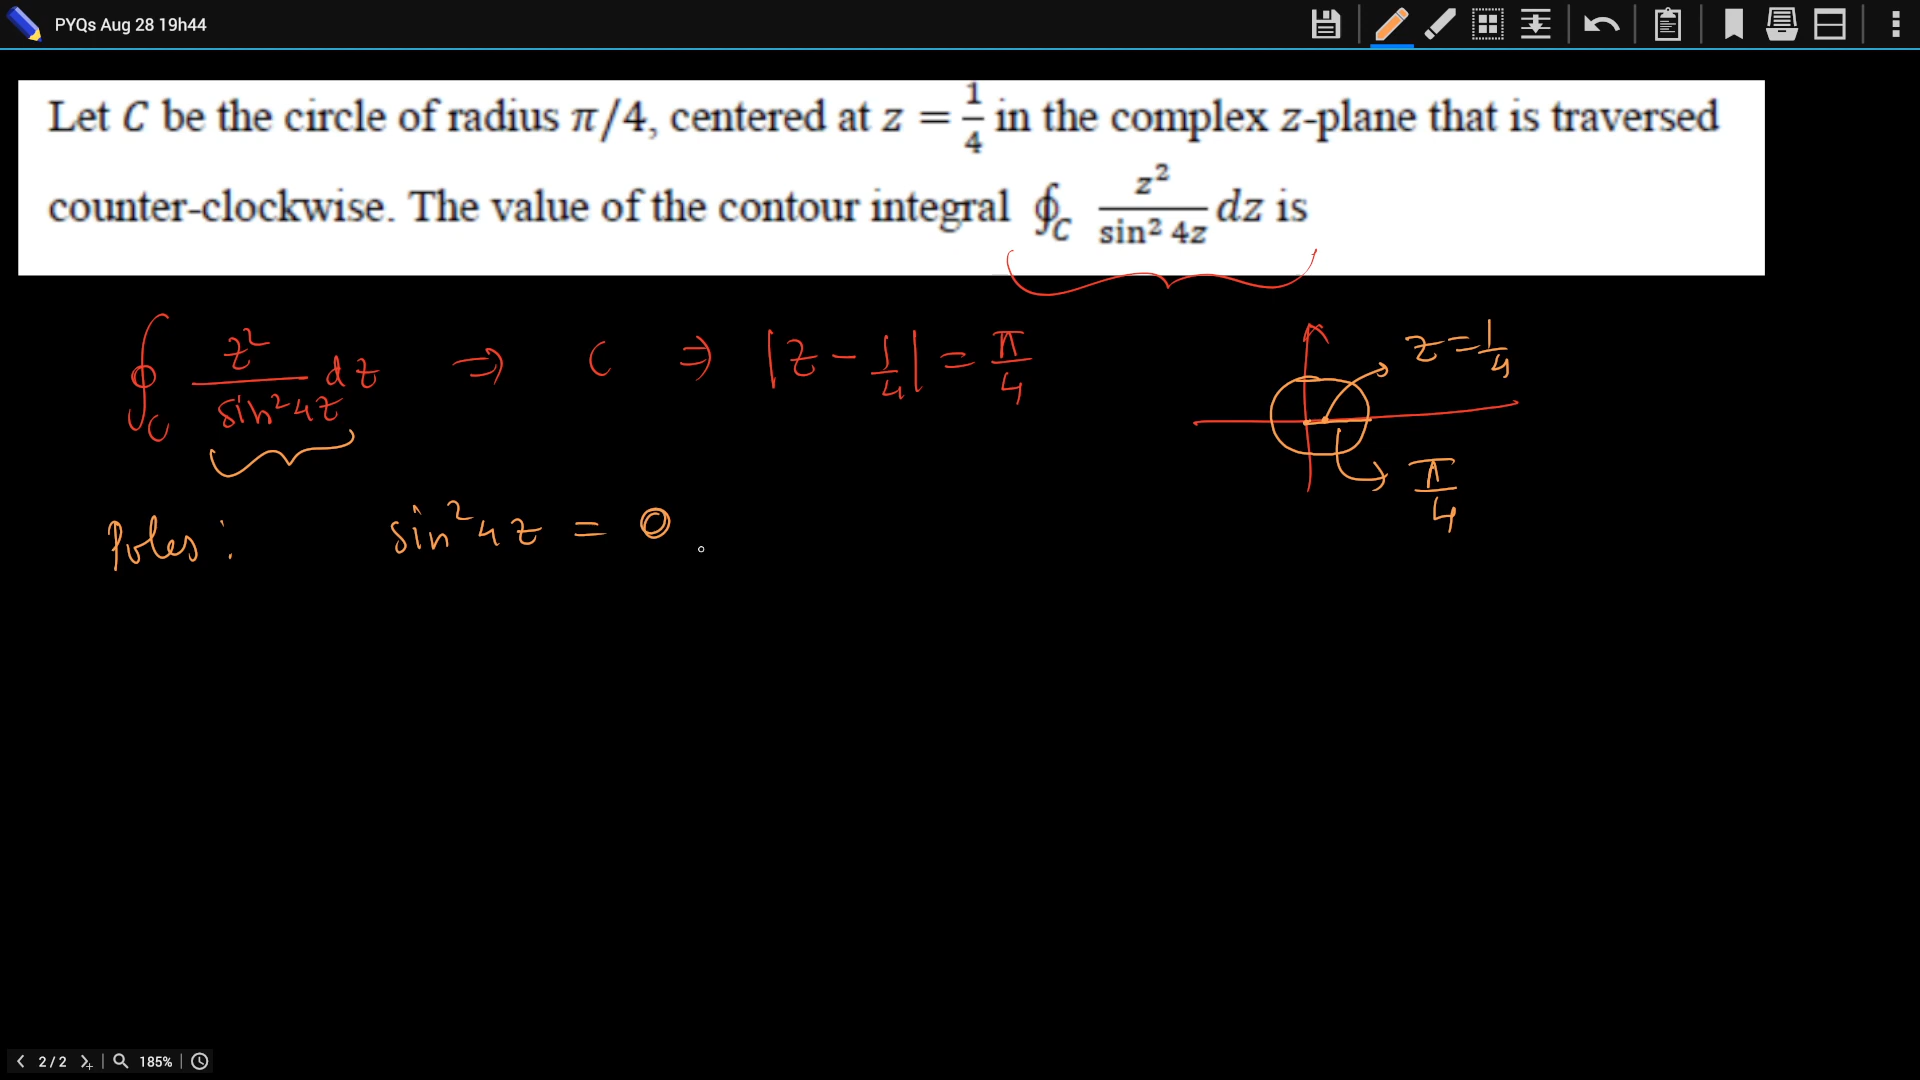 PYQs Aug 28 19h44
Let C be the circle of radius π/4, centered at z = 1/4 in the complex z-plane that is traversed
counter-clockwise. The value of the contour integral ∮_C z²/sin² 4z dz is
∮_C z²/sin²4z dz ⇒ C ⇒ |z - 1/4| = π/4
z = 1/4
π/4
Poles : sin²4z = 0
2/2 185%